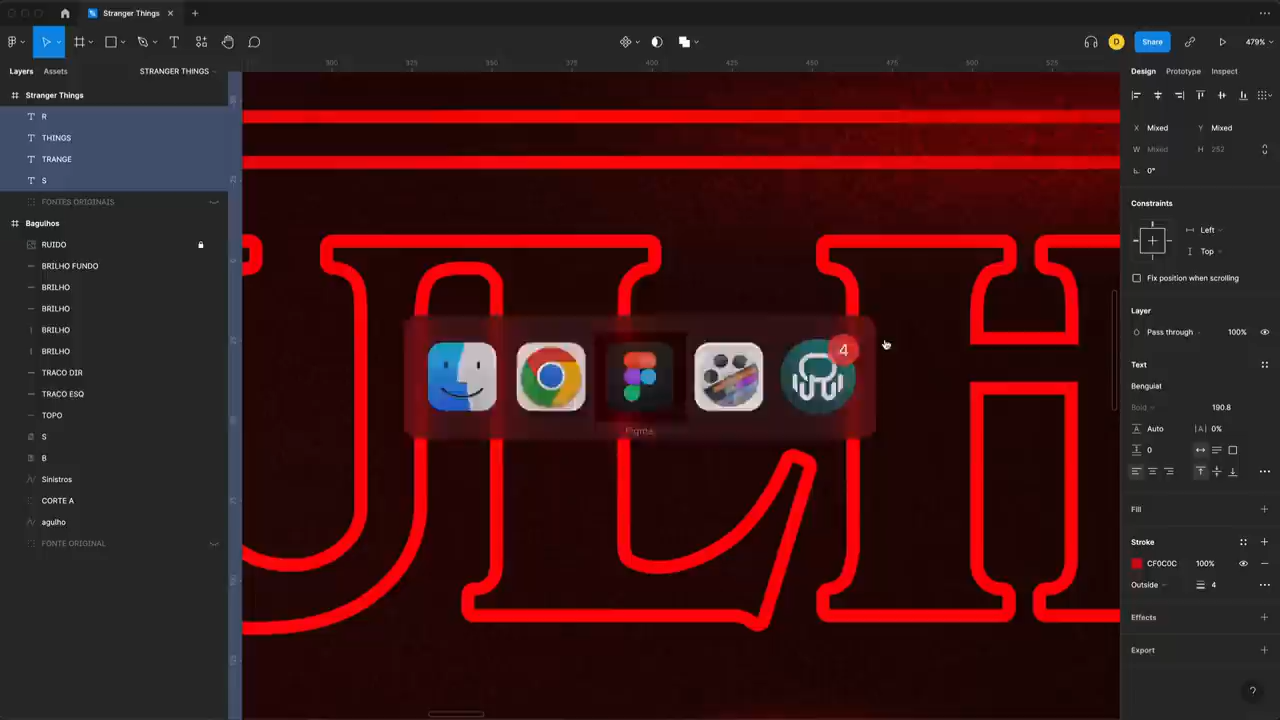 Stranger Things
Share
479%
Layers
Assets
STRANGER THINGS
300
325
350
375
400
425
450
475
500
525
Design
Prototype
Inspect
Stranger Things
R
THINGS
TRANGE
S
FONTES ORIGINAIS
Bagulhos
RUIDO
BRILHO FUNDO
BRILHO
BRILHO
BRILHO
BRILHO
TRACO DIR
TRACO ESQ
TOPO
S
B
Sinistros
CORTE A
agulho
FONTE ORIGINAL
ULH
4
Figma
D
X Mixed
Y Mixed
W Mixed
H 252
0°
Constraints
Left
Top
Fix position when scrolling
Layer
Pass through
100%
Text
Benguiat
Bold
190.8
Auto
0%
0
Fill
Stroke
CF0C0C
100%
Outside
4
Effects
Export
?